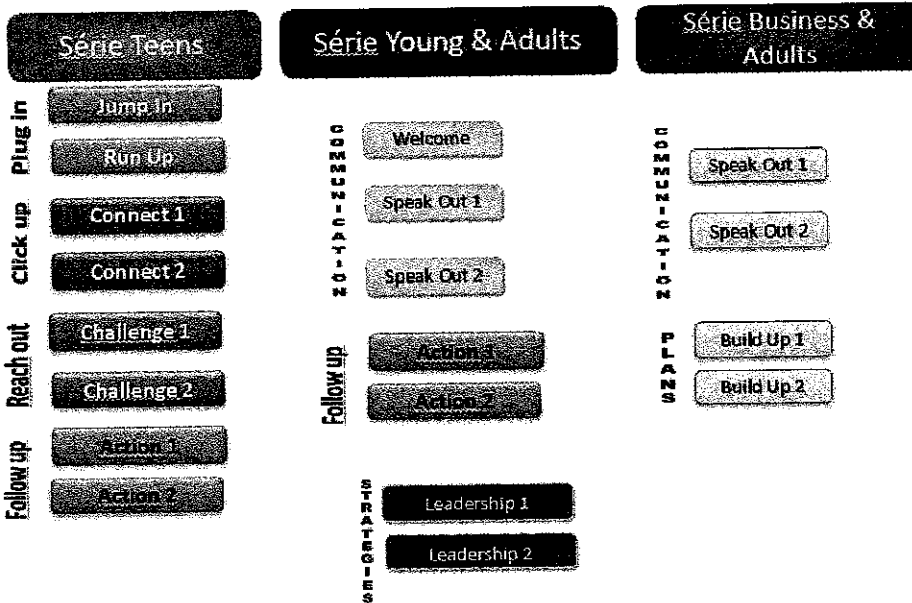 Série Teens
Plug in
Jump In
Run Up
Click up
Connect 1
Connect 2
Reach out
Challenge 1
Challenge 2
Follow up
Action 1
Action 2
Série Young & Adults
COMMUNICATION
Welcome
Speak Out 1
Speak Out 2
Follow up
Action 1
Action 2
STRATEGIES
Leadership 1
Leadership 2
Série Business &
Adults
COMMUNICATION
Speak Out 1
Speak Out 2
PLANS
Build Up 1
Build Up 2